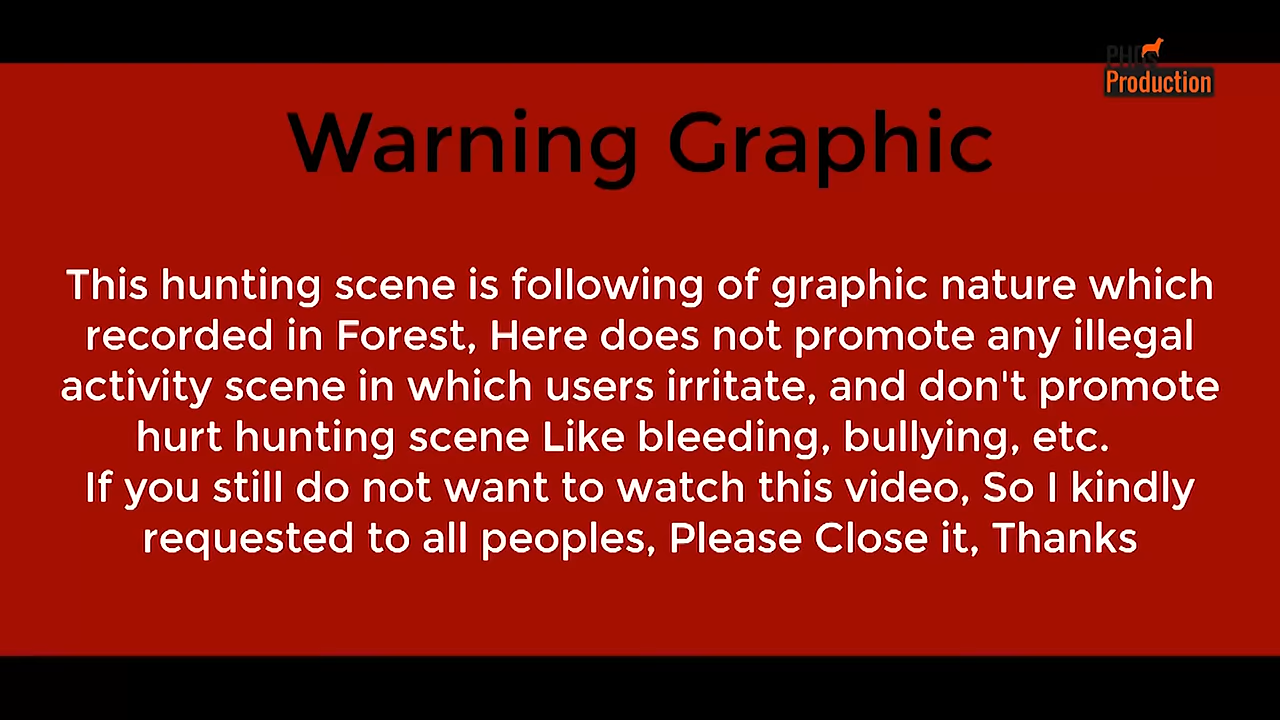 PHCs
Production
Warning Graphic
This hunting scene is following of graphic nature which
recorded in Forest, Here does not promote any illegal
activity scene in which users irritate, and don't promote
hurt hunting scene Like bleeding, bullying, etc.
If you still do not want to watch this video, So I kindly
requested to all peoples, Please Close it, Thanks